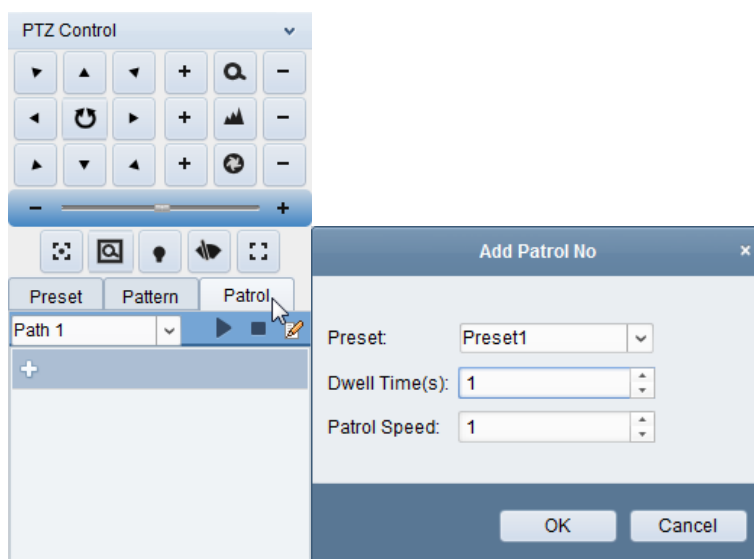 PTZ Control
Add Patrol No
Preset Pattern Patrol
Path 1
Preset: Preset1
Dwell Time(s): 1
Patrol Speed: 1
OK Cancel